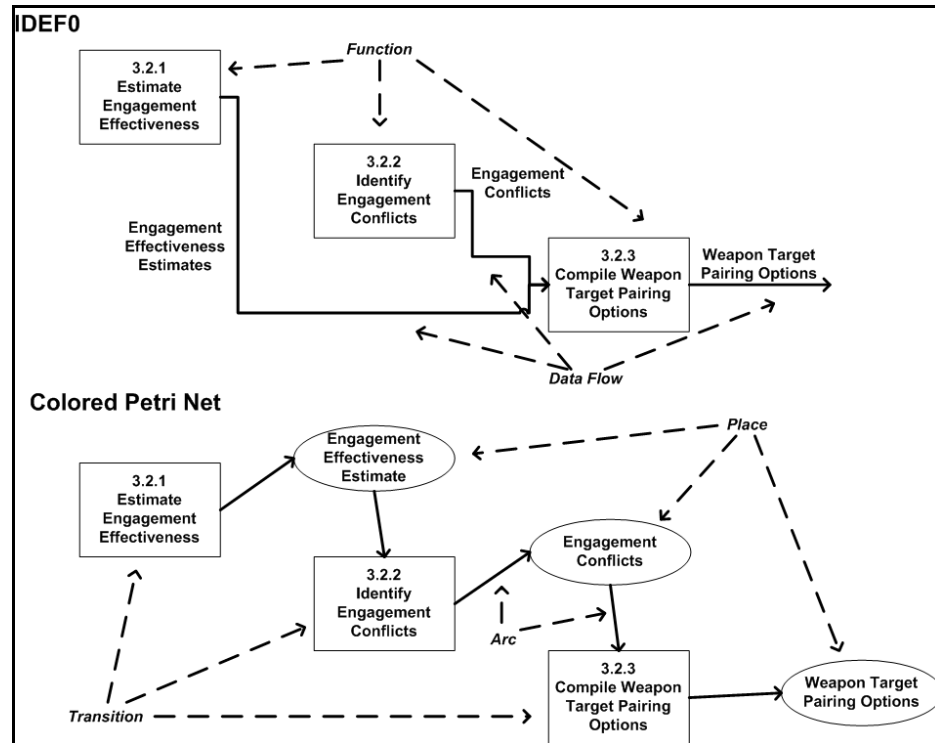 IDEF0
Function
3.2.1
Estimate
Engagement
Effectiveness
3.2.2
Identify
Engagement
Conflicts
Engagement
Conflicts
Engagement
Effectiveness
Estimates
3.2.3
Compile Weapon
Target Pairing
Options
Weapon Target
Pairing Options
Data Flow
Colored Petri Net
Place
Engagement
Effectiveness
Estimate
3.2.1
Estimate
Engagement
Effectiveness
Engagement
Conflicts
3.2.2
Identify
Engagement
Conflicts
Arc
3.2.3
Compile Weapon
Target Pairing
Options
Weapon Target
Pairing Options
Transition